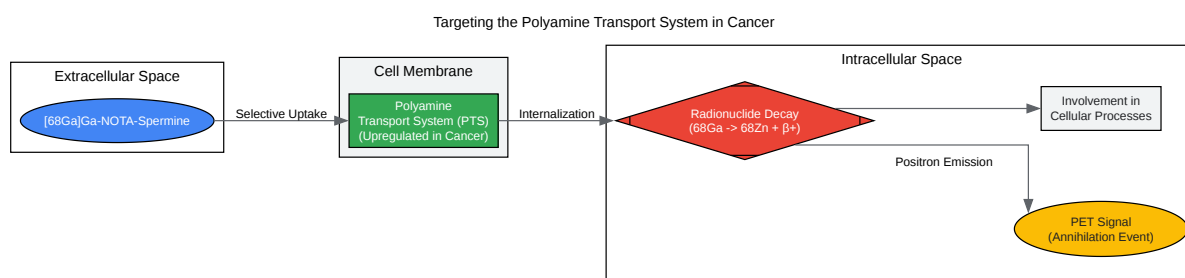 Targeting the Polyamine Transport System in Cancer
Extracellular Space
[68Ga]Ga-NOTA-Spermine
Selective Uptake
Cell Membrane
Polyamine
Transport System (PTS)
(Upregulated in Cancer)
Internalization
Intracellular Space
Radionuclide Decay
(68Ga -> 68Zn + β+)
Involvement in
Cellular Processes
Positron Emission
PET Signal
(Annihilation Event)